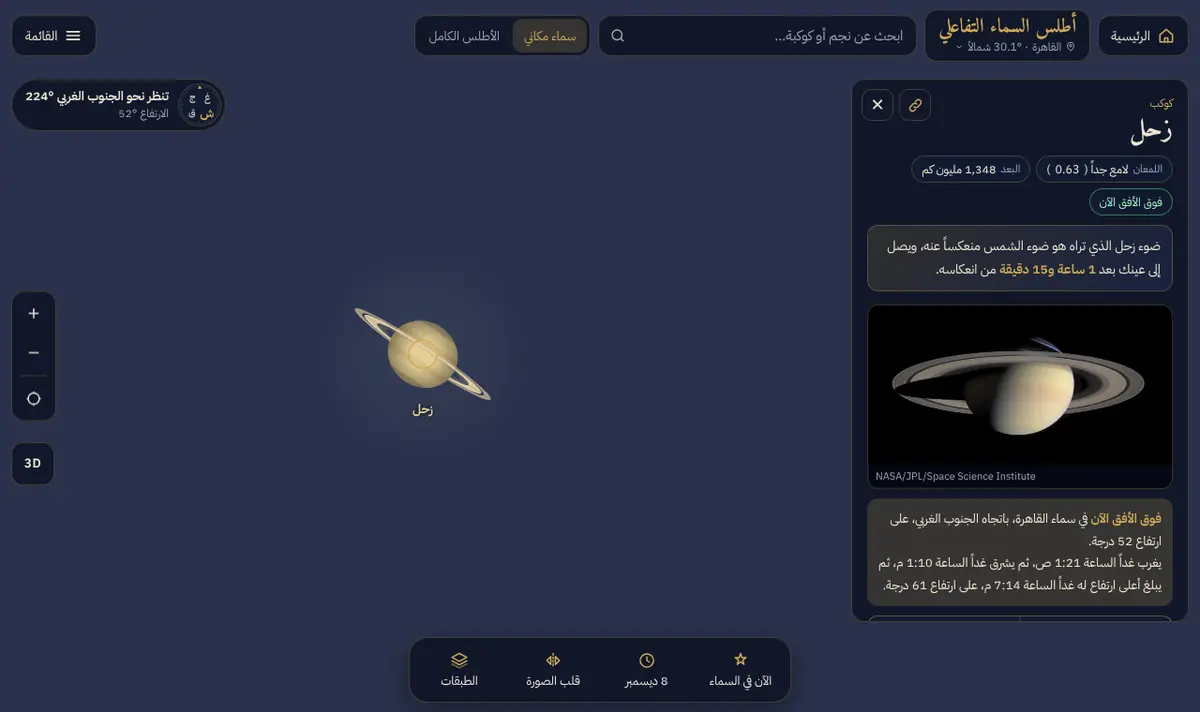 الرئيسية
أطلس السماء التفاعلي
القاهرة · 30.1° شمالاً
ابحث عن نجم أو كوكبة...
سماء مكاني
الأطلس الكامل
القائمة
تنظر نحو الجنوب الغربي 224°
الارتفاع 52°
غ
ج
ش
ق
كوكب
زحل
اللمعان لامع جداً ( 0.63 )
البعد 1,348 مليون كم
فوق الأفق الآن
ضوء زحل الذي تراه هو ضوء الشمس منعكساً عنه، ويصل
إلى عينك بعد 1 ساعة و15 دقيقة من انعكاسه.
NASA/JPL/Space Science Institute
فوق الأفق الآن في سماء القاهرة، باتجاه الجنوب الغربي، على
ارتفاع 52 درجة.
يغرب غداً الساعة 1:21 ص، ثم يشرق غداً الساعة 1:10 م، ثم
يبلغ أعلى ارتفاع له غداً الساعة 7:14 م، على ارتفاع 61 درجة.
زحل
3D
الآن في السماء
8 ديسمبر
قلب الصورة
الطبقات